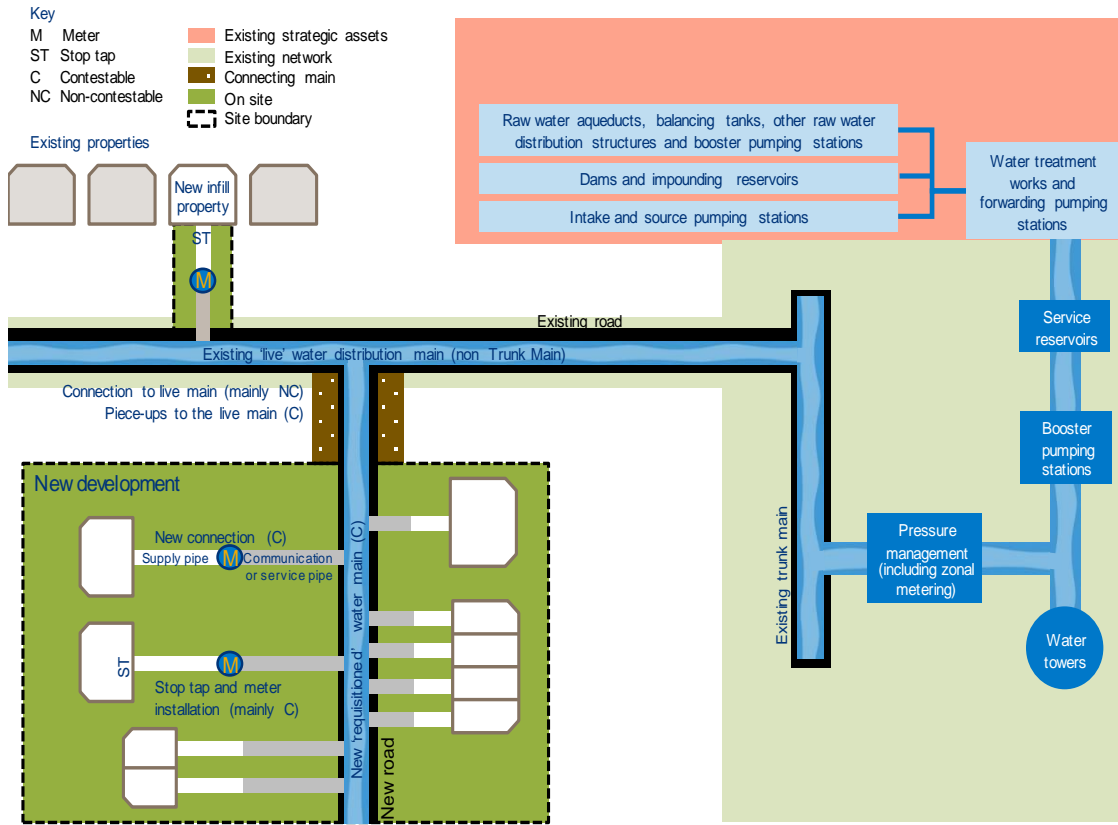 Key
M Meter
ST Stop tap
C Contestable
NC Non-contestable
Existing strategic assets
Existing network
Connecting main
On site
Site boundary
Existing properties
New infill
property
ST
M
Raw water aqueducts, balancing tanks, other raw water
distribution structures and booster pumping stations
Dams and impounding reservoirs
Intake and source pumping stations
Water treatment
works and
forwarding pumping
stations
Existing road
Existing 'live' water distribution main (non Trunk Main)
Connection to live main (mainly NC)
Piece-ups to the live main (C)
Service
reservoirs
Booster
pumping
stations
Pressure
management
(including zonal
metering)
Water
towers
Existing trunk main
New development
New connection (C)
Supply pipe
M
Communication
or service pipe
ST
M
Stop tap and meter
installation (mainly C)
New 'requisitioned' water main (C)
New road